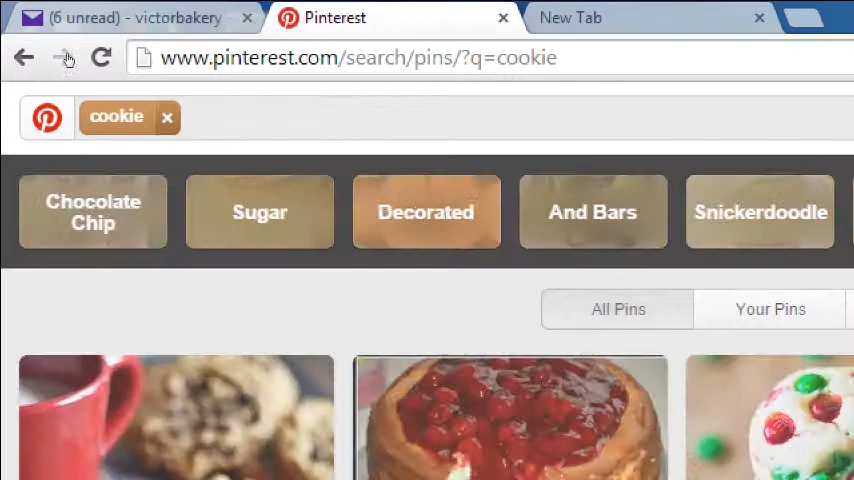 (6 unread) - victorbakery
Pinterest
New Tab
www.pinterest.com/search/pins/?q=cookie
cookie
Chocolate
Chip
Sugar
Decorated
And Bars
Snickerdoodle
All Pins
Your Pins